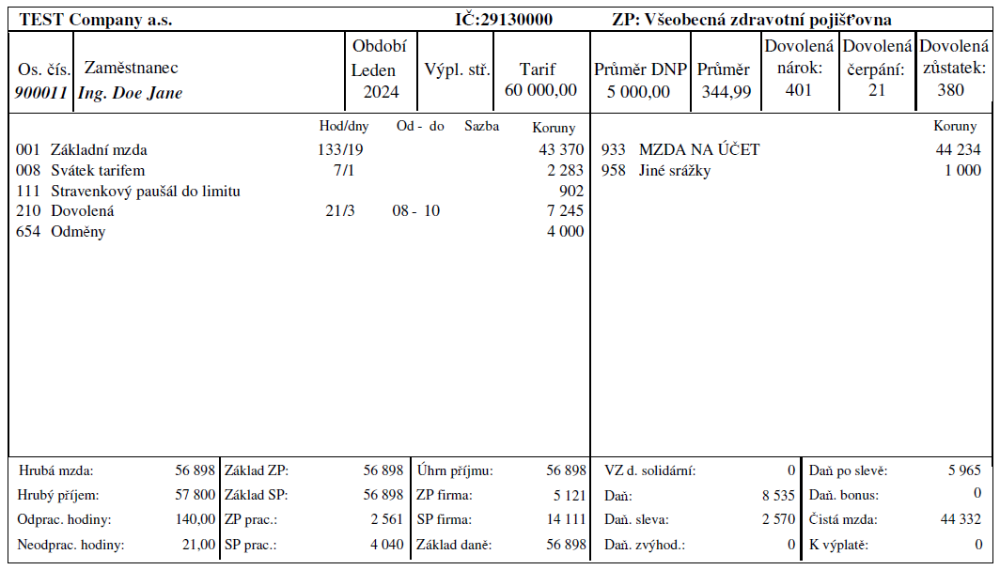 TEST Company a.s. IČ:29130000 ZP: Všeobecná zdravotní pojišťovna
Os. čís. Zaměstnanec Období Leden 2024 Výpl. stř. Tarif Průměr DNP Průměr Dovolená nárok: Dovolená čerpání: Dovolená zůstatek:
900011 Ing. Doe Jane 60 000,00 5 000,00 344,99 401 21 380
Hod/dny Od - do Sazba Koruny Koruny
001 Základní mzda 133/19 43 370 933 MZDA NA ÚČET 44 234
008 Svátek tarifem 7/1 2 283 958 Jiné srážky 1 000
111 Stravenkový paušál do limitu 902
210 Dovolená 21/3 08 - 10 7 245
654 Odměny 4 000
Hrubá mzda: 56 898 Základ ZP: 56 898 Úhrn příjmu: 56 898 VZ d. solidární: 0 Daň po slevě: 5 965
Hrubý příjem: 57 800 Základ SP: 56 898 ZP firma: 5 121 Daň: 8 535 Daň. bonus: 0
Odprac. hodiny: 140,00 ZP prac.: 2 561 SP firma: 14 111 Daň. sleva: 2 570 Čistá mzda: 44 332
Neodprac. hodiny: 21,00 SP prac.: 4 040 Základ daně: 56 898 Daň. zvýhod.: 0 K výplatě: 0